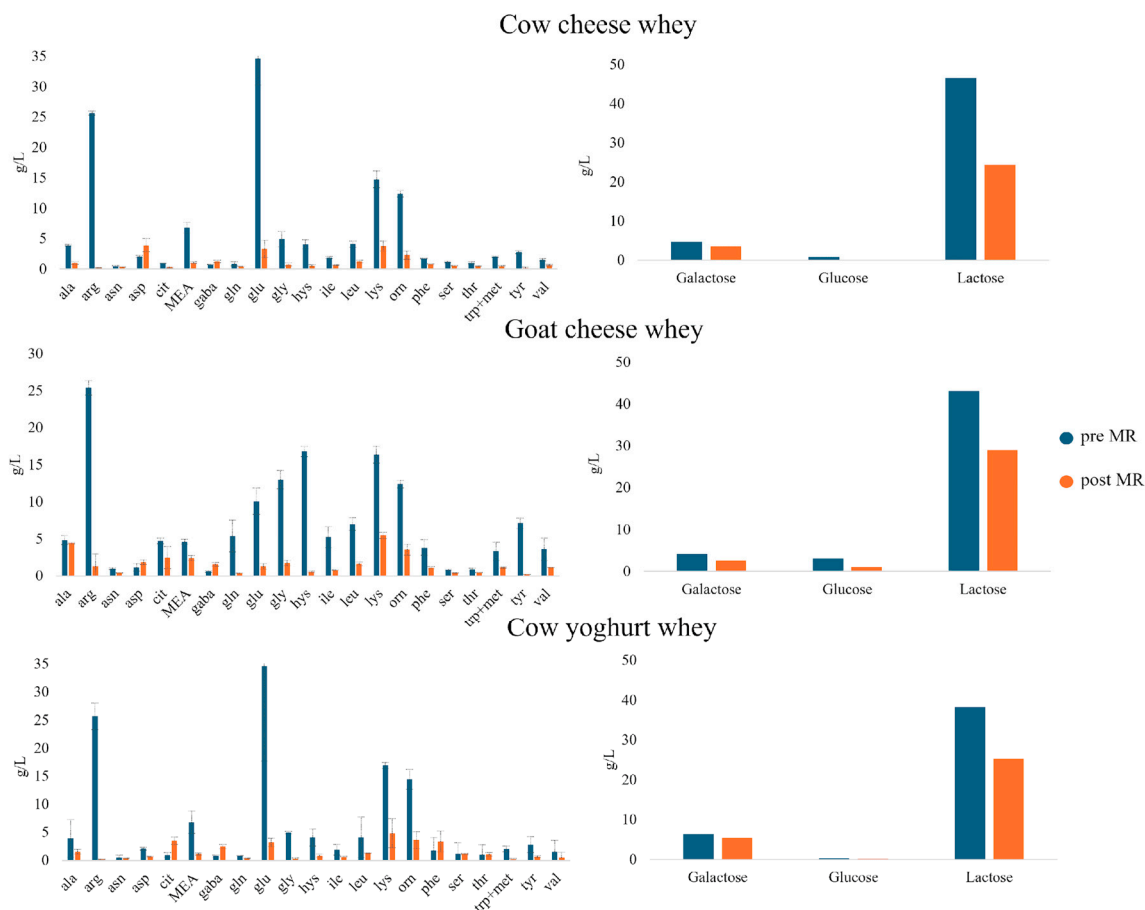 Cow cheese whey
35
30
25
20
15
10
5
0
g/L
ala arg asn asp cit MEA gaba gln glu gly hys ile leu lys orn phe ser thr trp+met tyr val
50
40
30
20
10
0
g/L
Galactose Glucose Lactose
Goat cheese whey
30
25
20
15
10
5
0
g/L
ala arg asn asp cit MEA gaba gln glu gly hys ile leu lys orn phe ser thr trp+met tyr val
50
40
30
20
10
0
g/L
Galactose Glucose Lactose
pre MR
post MR
Cow yoghurt whey
35
30
25
20
15
10
5
0
g/L
ala arg asn asp cit MEA gaba gln glu gly hys ile leu lys orn phe ser thr trp+met tyr val
50
40
30
20
10
0
g/L
Galactose Glucose Lactose